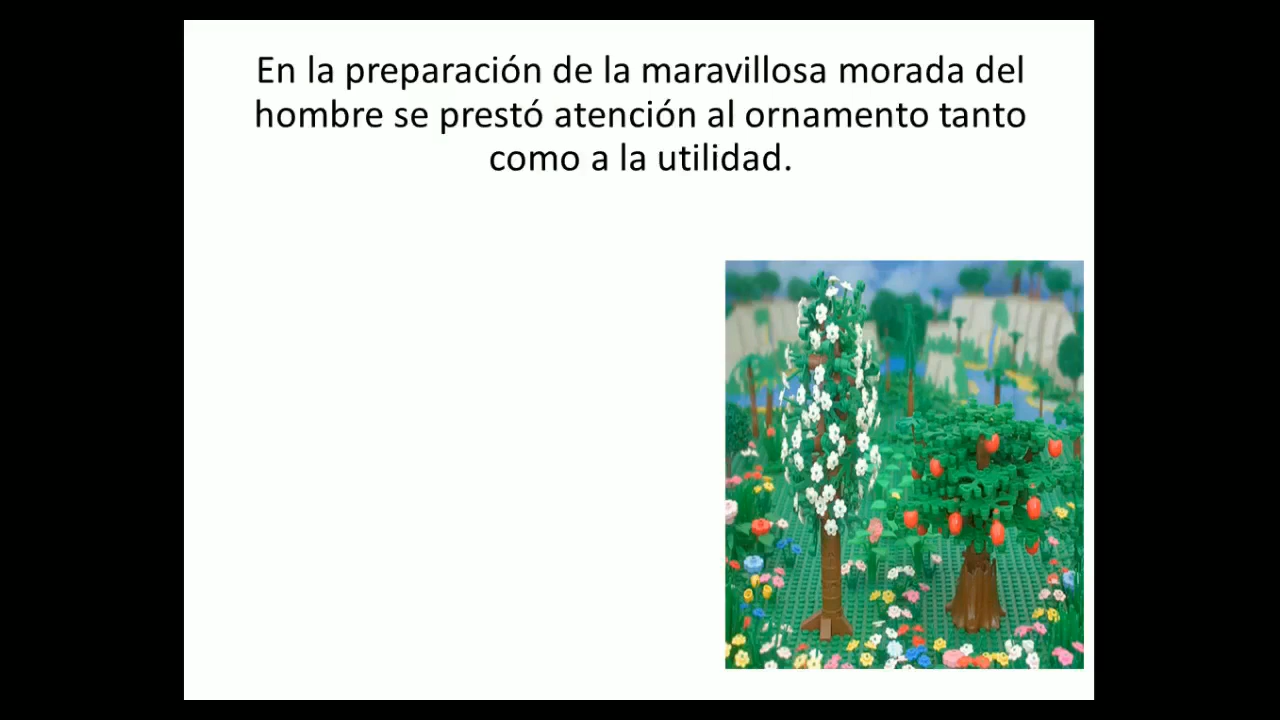 En la preparación de la maravillosa morada del
hombre se prestó atención al ornamento tanto
como a la utilidad.